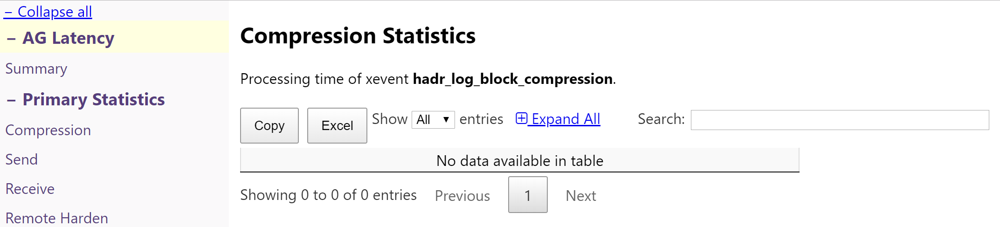 − Collapse all
− AG Latency
Summary
− Primary Statistics
Compression
Send
Receive
Remote Harden
Compression Statistics
Processing time of xevent hadr_log_block_compression.
Copy Excel Show All entries Expand All Search:
No data available in table
Showing 0 to 0 of 0 entries Previous 1 Next